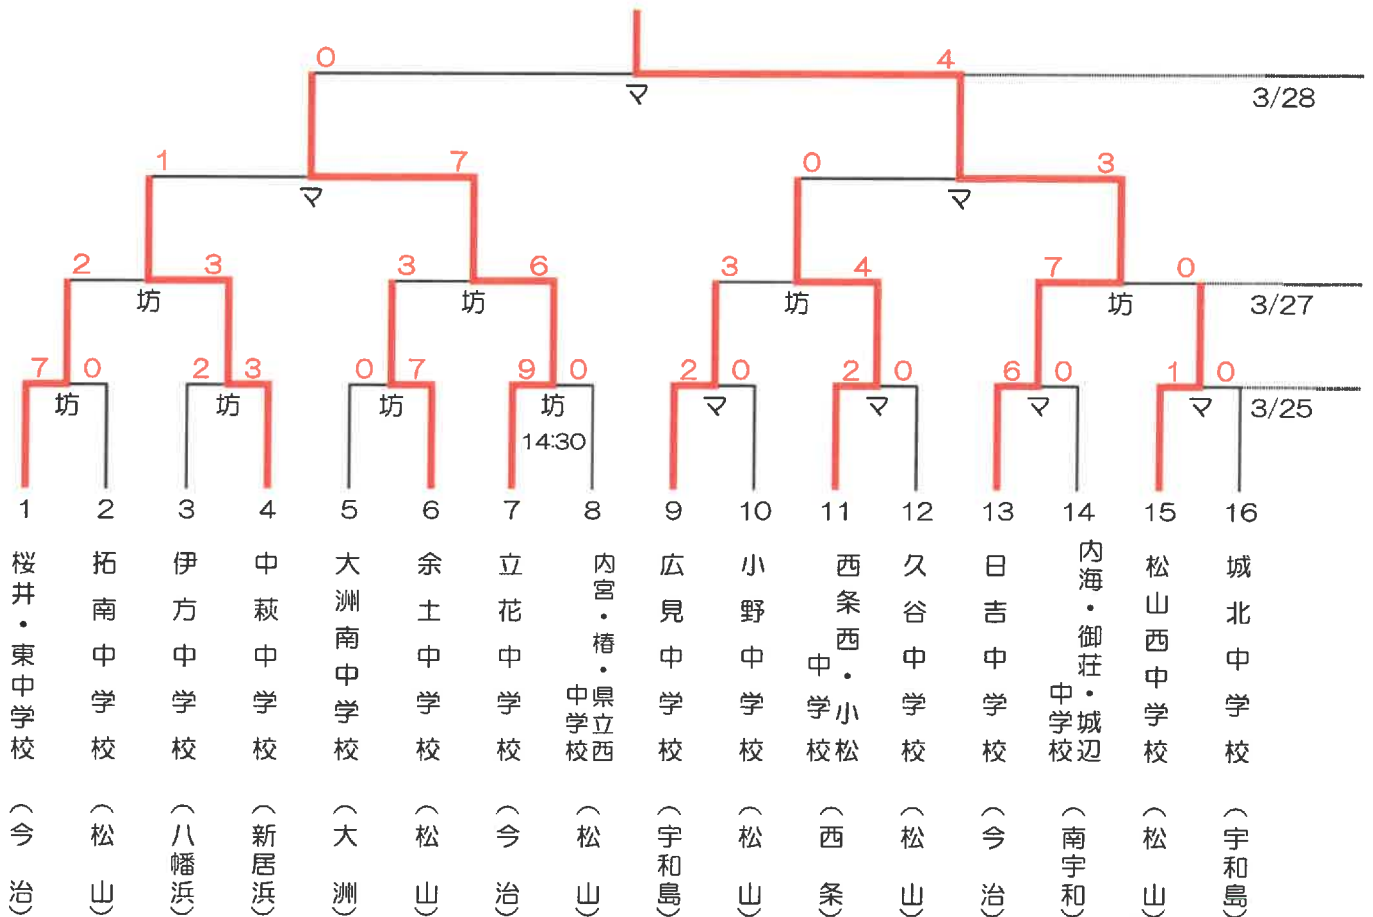 0 4
マ
3/28
1 7 0 3
マ マ
2 3 3 6 3 4 7 0
坊 坊 坊 坊
3/27
7 0 2 3 0 7 9 0 2 0 2 0 6 0 1 0
坊 坊 坊 坊 マ マ マ マ
3/25
14:30
1 2 3 4 5 6 7 8 9 10 11 12 13 14 15 16
桜井・東中学校
(今治)
拓南中学校
(松山)
伊方中学校
(八幡浜)
中萩中学校
(新居浜)
大洲南中学校
(大洲)
余土中学校
(松山)
立花中学校
(今治)
内宮・椿・県立西
中学校
(松山)
広見中学校
(宇和島)
小野中学校
(松山)
西条西・小松
中学校
(西条)
久谷中学校
(松山)
日吉中学校
(今治)
内海・御荘・城辺
中学校
(南宇和)
松山西中学校
(松山)
城北中学校
(宇和島)